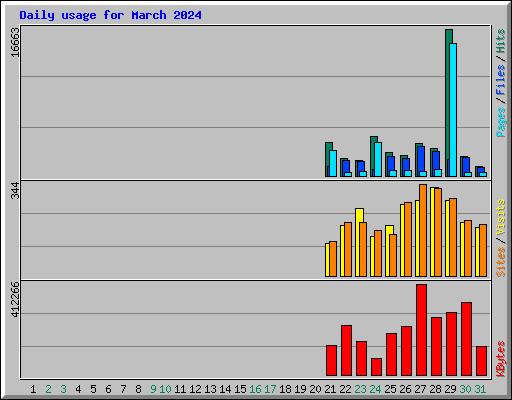 Daily usage for March 2024
16663
Pages / Files / Hits
344
Sites / Visits
412266
KBytes
1 2 3 4 5 6 7 8 9 10 11 12 13 14 15 16 17 18 19 20 21 22 23 24 25 26 27 28 29 30 31